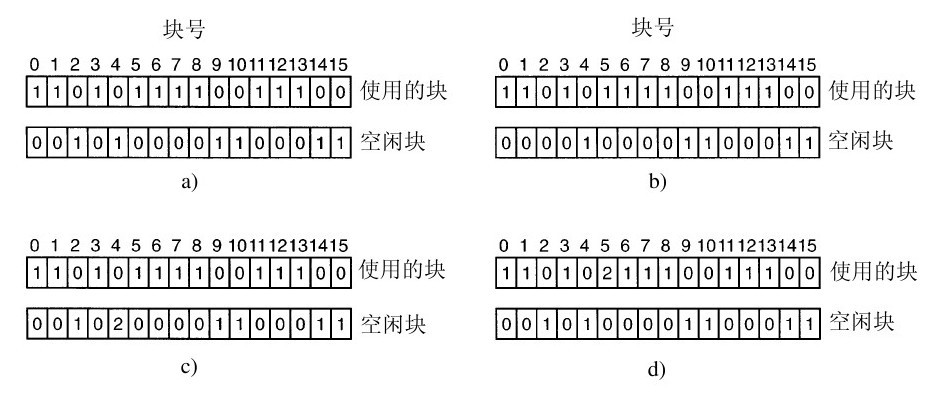 块号
0 1 2 3 4 5 6 7 8 9 10 11 12 13 14 15
1 1 0 1 0 1 1 1 1 0 0 1 1 1 0 0 使用的块
0 0 1 0 1 0 0 0 0 1 1 0 0 0 1 1 空闲块
a)
块号
0 1 2 3 4 5 6 7 8 9 10 11 12 13 14 15
1 1 0 1 0 1 1 1 1 0 0 1 1 1 0 0 使用的块
0 0 0 0 1 0 0 0 0 1 1 0 0 0 1 1 空闲块
b)
0 1 2 3 4 5 6 7 8 9 10 11 12 13 14 15
1 1 0 1 0 1 1 1 1 0 0 1 1 1 0 0 使用的块
0 0 1 0 2 0 0 0 0 1 1 0 0 0 1 1 空闲块
c)
0 1 2 3 4 5 6 7 8 9 10 11 12 13 14 15
1 1 0 1 0 2 1 1 1 0 0 1 1 1 0 0 使用的块
0 0 1 0 1 0 0 0 0 1 1 0 0 0 1 1 空闲块
d)